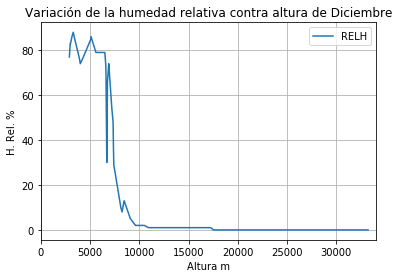 Variación de la humedad relativa contra altura de Diciembre
RELH
H. Rel. %
80
60
40
20
0
0 5000 10000 15000 20000 25000 30000
Altura m